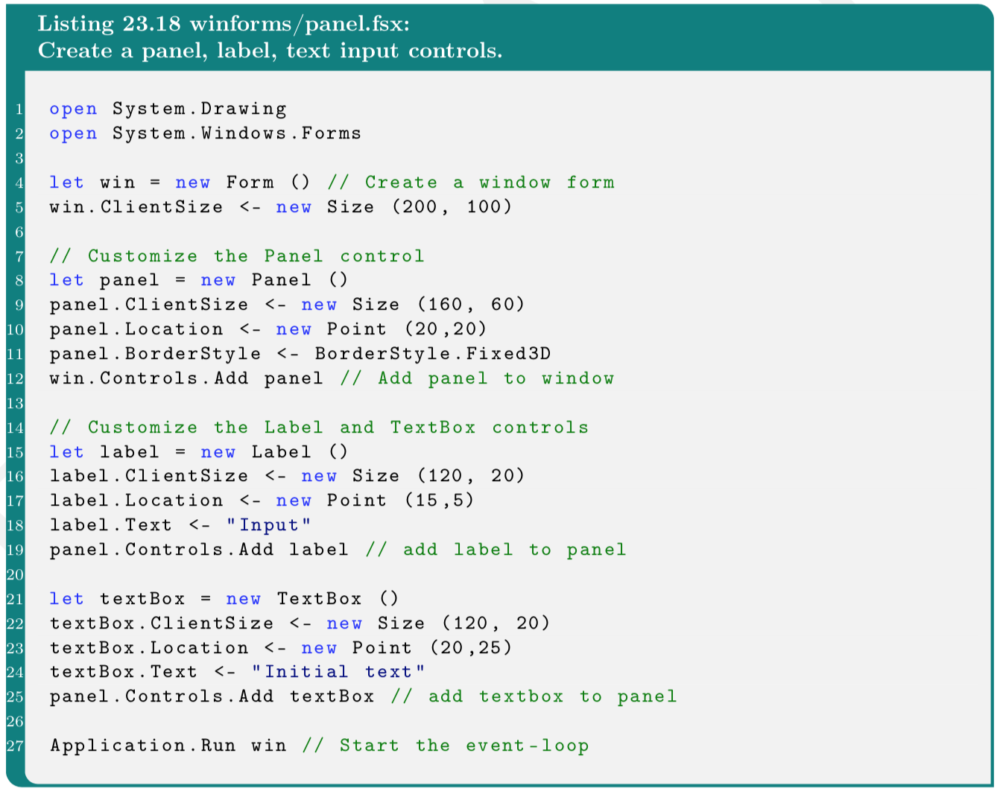 Listing 23.18 winforms/panel.fsx:
Create a panel, label, text input controls.
1 open System.Drawing
2 open System.Windows.Forms
3
4 let win = new Form () // Create a window form
5 win.ClientSize <- new Size (200, 100)
6
7 // Customize the Panel control
8 let panel = new Panel ()
9 panel.ClientSize <- new Size (160, 60)
10 panel.Location <- new Point (20,20)
11 panel.BorderStyle <- BorderStyle.Fixed3D
12 win.Controls.Add panel // Add panel to window
13
14 // Customize the Label and TextBox controls
15 let label = new Label ()
16 label.ClientSize <- new Size (120, 20)
17 label.Location <- new Point (15,5)
18 label.Text <- "Input"
19 panel.Controls.Add label // add label to panel
20
21 let textBox = new TextBox ()
22 textBox.ClientSize <- new Size (120, 20)
23 textBox.Location <- new Point (20,25)
24 textBox.Text <- "Initial text"
25 panel.Controls.Add textBox // add textbox to panel
26
27 Application.Run win // Start the event-loop